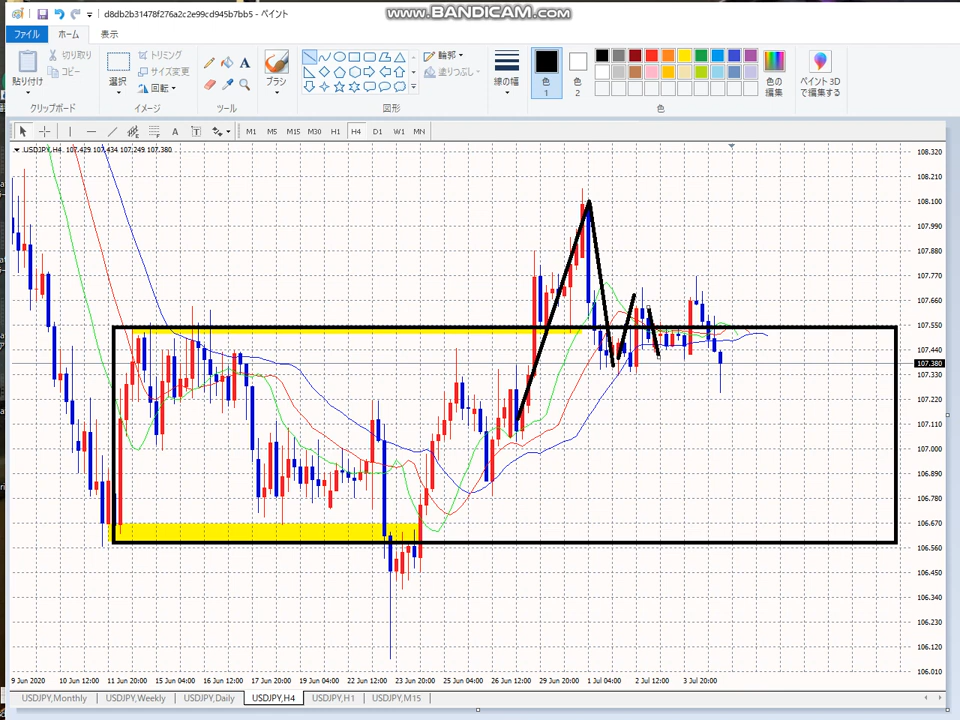 www.BANDICAM.com
d8db2b31478f276a2c2e99cd945b7bb5 - ペイント
ファイル ホーム 表示
貼り付け 切り取り コピー クリップボード
選択 トリミング サイズ変更 回転 イメージ
A ツール
ブラシ
輪郭 塗りつぶし 図形
線の幅
色 1 色 2 色の編集 色
ペイント 3D で編集する
A T M1 M5 M15 M30 H1 H4 D1 W1 MN
USDJPY,H4 107.429 107.434 107.249 107.380
108.320
108.210
108.100
107.990
107.880
107.770
107.660
107.550
107.440
107.380
107.330
107.220
107.110
107.000
106.890
106.780
106.670
106.560
106.450
106.340
106.230
106.120
106.010
9 Jun 2020 10 Jun 12:00 11 Jun 20:00 15 Jun 04:00 16 Jun 12:00 17 Jun 20:00 19 Jun 04:00 22 Jun 12:00 23 Jun 20:00 25 Jun 04:00 26 Jun 12:00 29 Jun 20:00 1 Jul 04:00 2 Jul 12:00 3 Jul 20:00
USDJPY,Monthly USDJPY,Weekly USDJPY,Daily USDJPY,H4 USDJPY,H1 USDJPY,M15